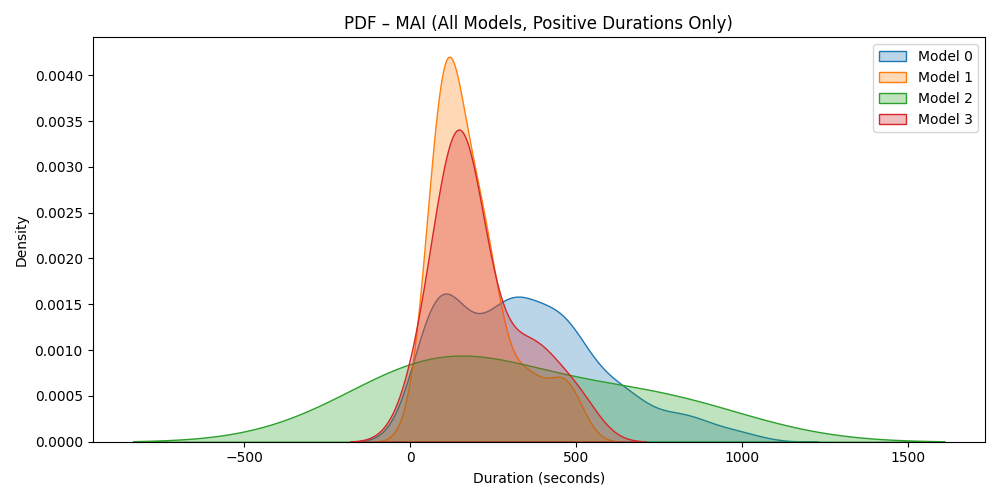 PDF – MAI (All Models, Positive Durations Only)
Model 0
Model 1
Model 2
Model 3
Density
0.0040
0.0035
0.0030
0.0025
0.0020
0.0015
0.0010
0.0005
0.0000
−500
0
500
1000
1500
Duration (seconds)